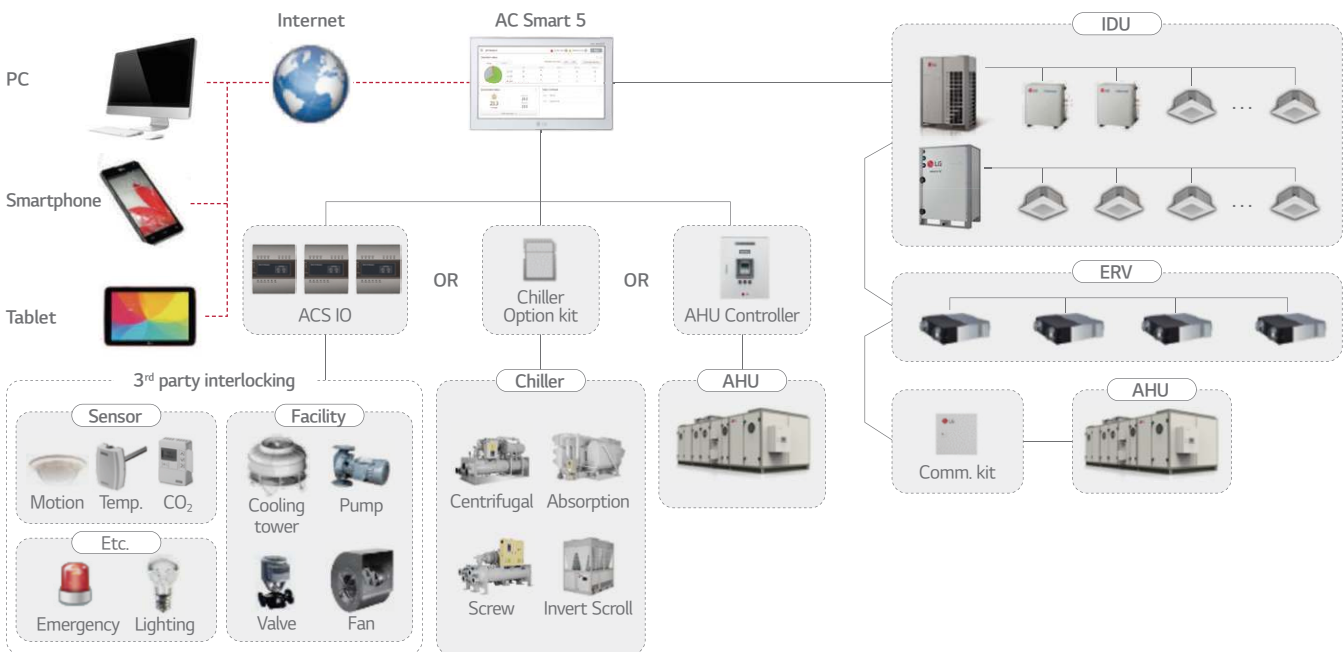 Internet
AC Smart 5
IDU
PC
LG
Smartphone
ACS IO
OR
Chiller
Option kit
OR
AHU Controller
ERV
Tablet
3rd party interlocking
Chiller
AHU
AHU
Sensor
Facility
Motion
Temp.
CO2
Cooling
tower
Pump
Centrifugal
Absorption
Comm. kit
Etc.
Emergency
Lighting
Valve
Fan
Screw
Invert Scroll